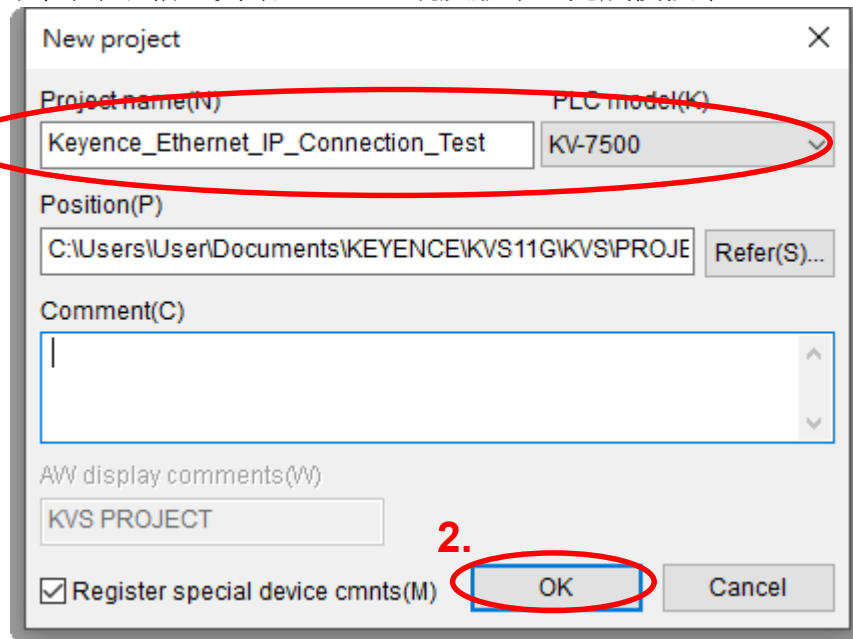 New project
Project name(N) PLC model(K)
Keyence_Ethernet_IP_Connection_Test KV-7500
Position(P)
C:\Users\User\Documents\KEYENCE\KVS11G\KVS\PROJE Refer(S)...
Comment(C)
AW display comments(W)
KVS PROJECT
2.
Register special device cmnts(M) OK Cancel